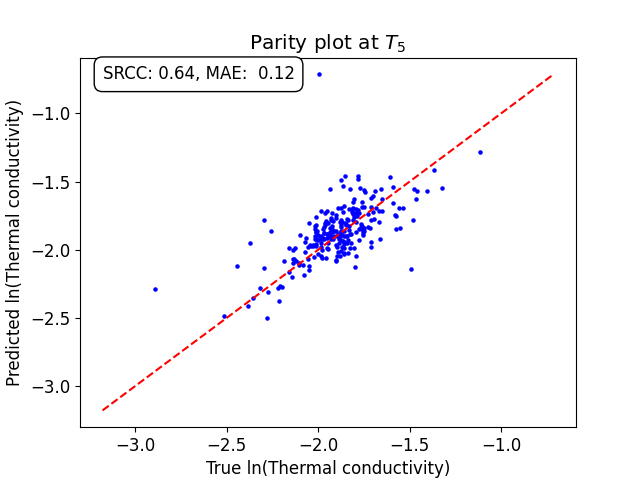 Parity plot at T₅
SRCC: 0.64, MAE:  0.12
Predicted ln(Thermal conductivity)
−1.0
−1.5
−2.0
−2.5
−3.0
−3.0 −2.5 −2.0 −1.5 −1.0
True ln(Thermal conductivity)